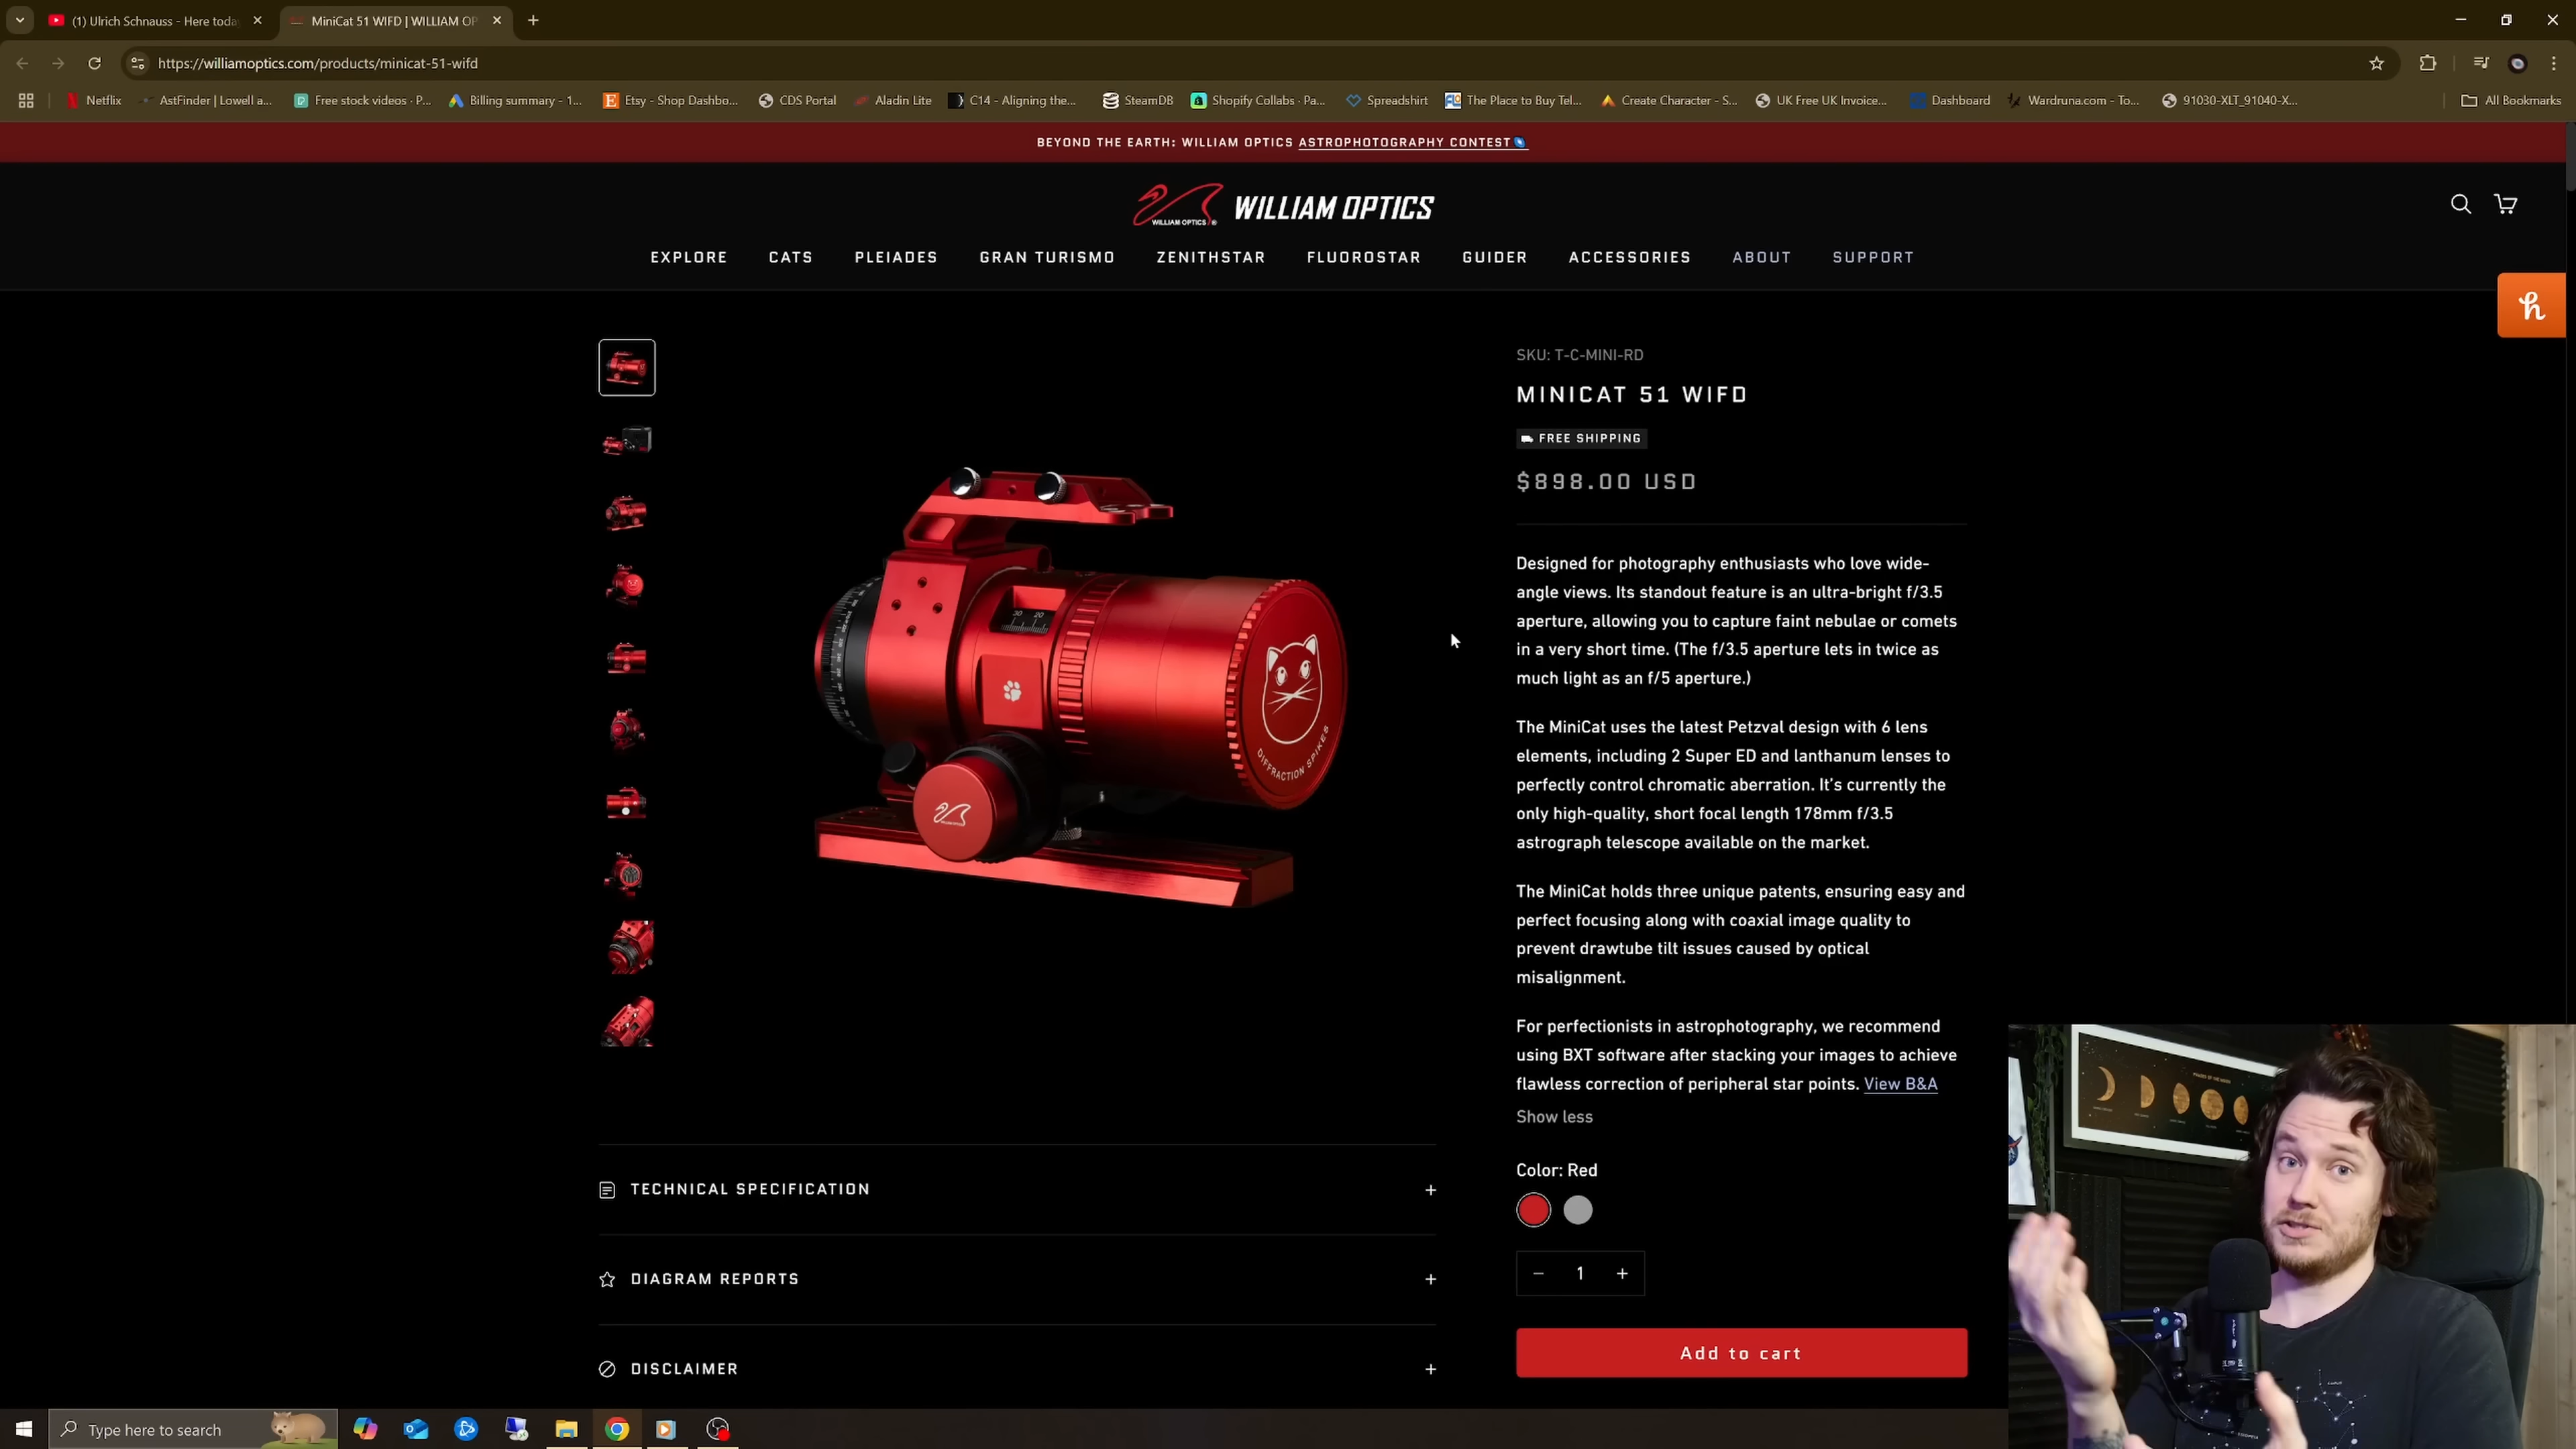 (1) Ulrich Schnauss - Here toda
MiniCat 51 WIFD | WILLIAM OP
https://williamoptics.com/products/minicat-51-wifd
Netflix
AstFinder | Lowell a...
Free stock videos · P...
Billing summary - 1...
Etsy - Shop Dashbo...
CDS Portal
Aladin Lite
C14 - Aligning the...
SteamDB
Shopify Collabs · Pa...
Spreadshirt
The Place to Buy Tel...
Create Character - S...
UK Free UK Invoice...
Dashboard
Wardruna.com - To...
91030-XLT_91040-X...
All Bookmarks
BEYOND THE EARTH: WILLIAM OPTICS ASTROPHOTOGRAPHY CONTEST
WILLIAM OPTICS ®
WILLIAM OPTICS
EXPLORE
CATS
PLEIADES
GRAN TURISMO
ZENITHSTAR
FLUOROSTAR
GUIDER
ACCESSORIES
ABOUT
SUPPORT
h
30 20
DIFFRACTION SPIKES
SKU: T-C-MINI-RD
MINICAT 51 WIFD
FREE SHIPPING
$898.00 USD
Designed for photography enthusiasts who love wide-
angle views. Its standout feature is an ultra-bright f/3.5
aperture, allowing you to capture faint nebulae or comets
in a very short time. (The f/3.5 aperture lets in twice as
much light as an f/5 aperture.)
The MiniCat uses the latest Petzval design with 6 lens
elements, including 2 Super ED and lanthanum lenses to
perfectly control chromatic aberration. It's currently the
only high-quality, short focal length 178mm f/3.5
astrograph telescope available on the market.
The MiniCat holds three unique patents, ensuring easy and
perfect focusing along with coaxial image quality to
prevent drawtube tilt issues caused by optical
misalignment.
For perfectionists in astrophotography, we recommend
using BXT software after stacking your images to achieve
flawless correction of peripheral star points. View B&A
Show less
Color: Red
1
Add to cart
TECHNICAL SPECIFICATION
DIAGRAM REPORTS
DISCLAIMER
PHASES OF THE MOON
Type here to search